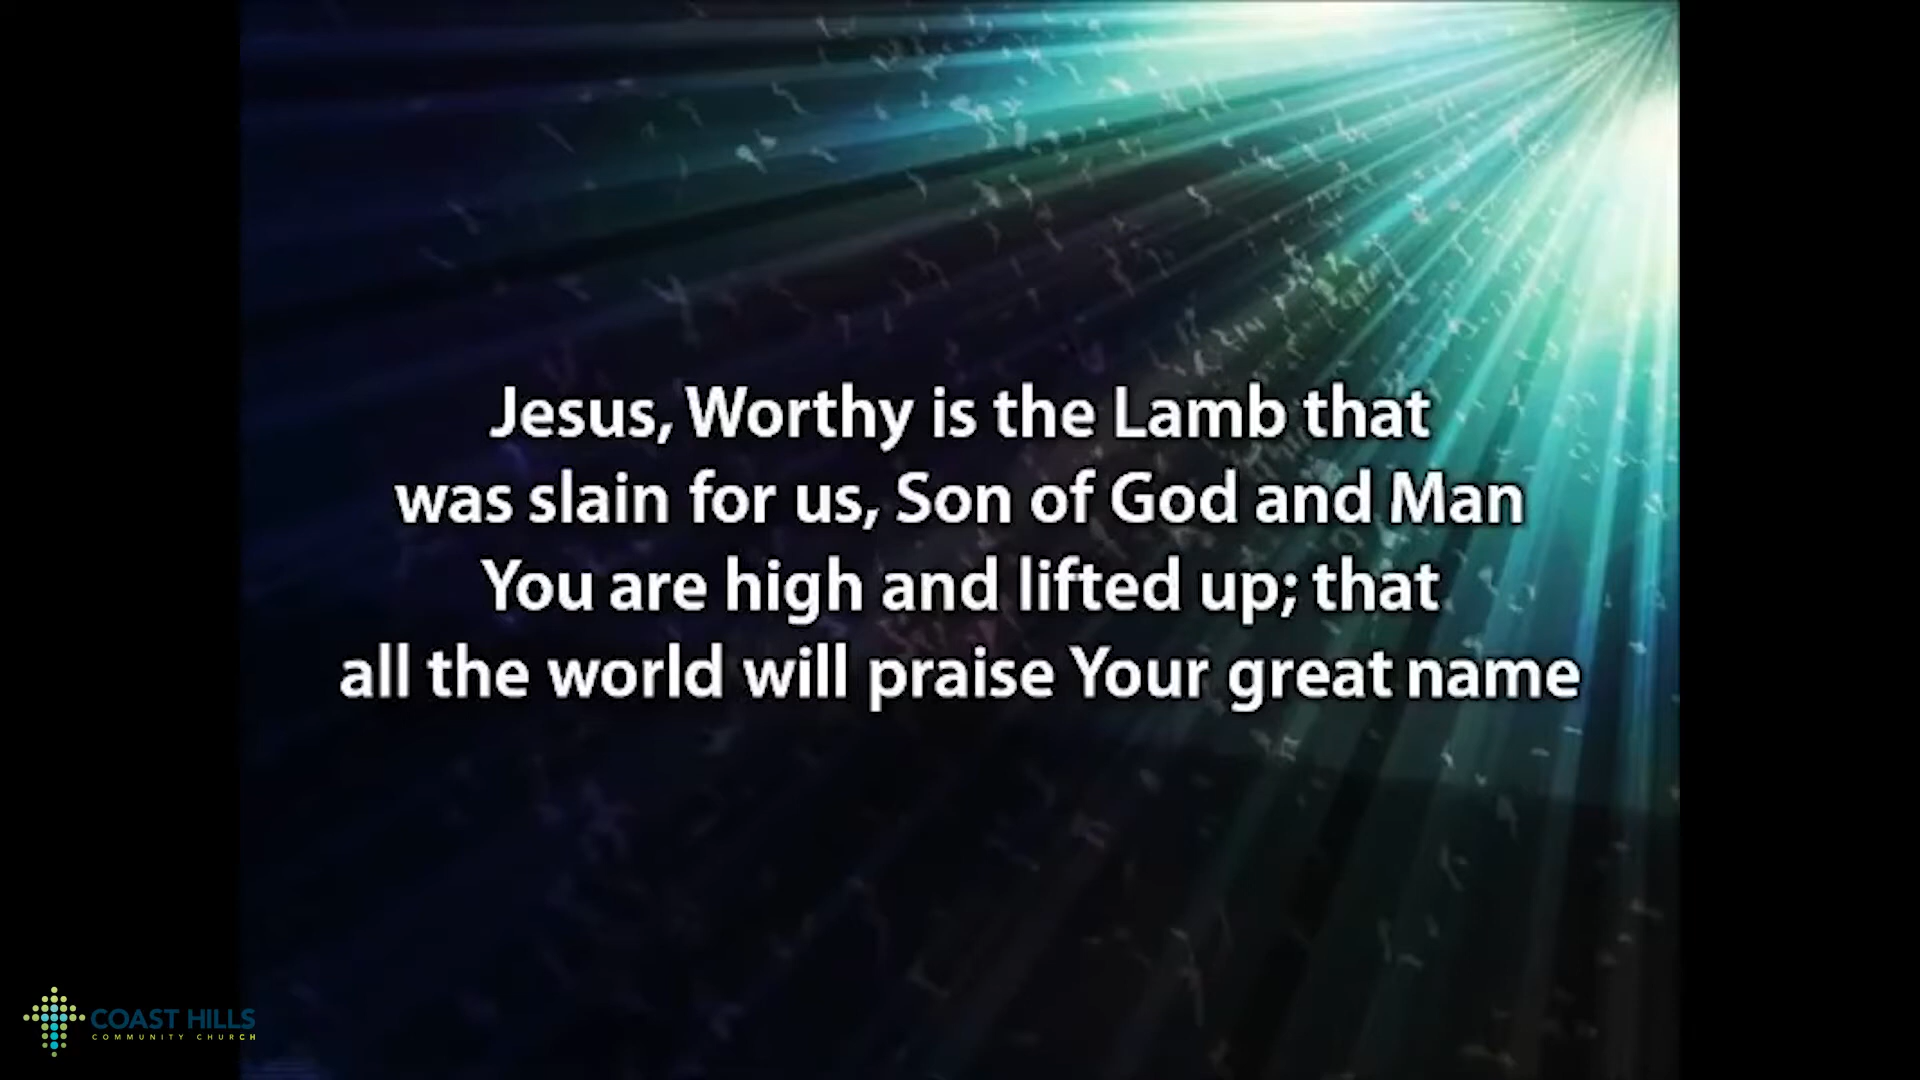 Jesus, Worthy is the Lamb that
was slain for us, Son of God and Man
You are high and lifted up; that
all the world will praise Your great name
COAST HILLS
COMMUNITY CHURCH